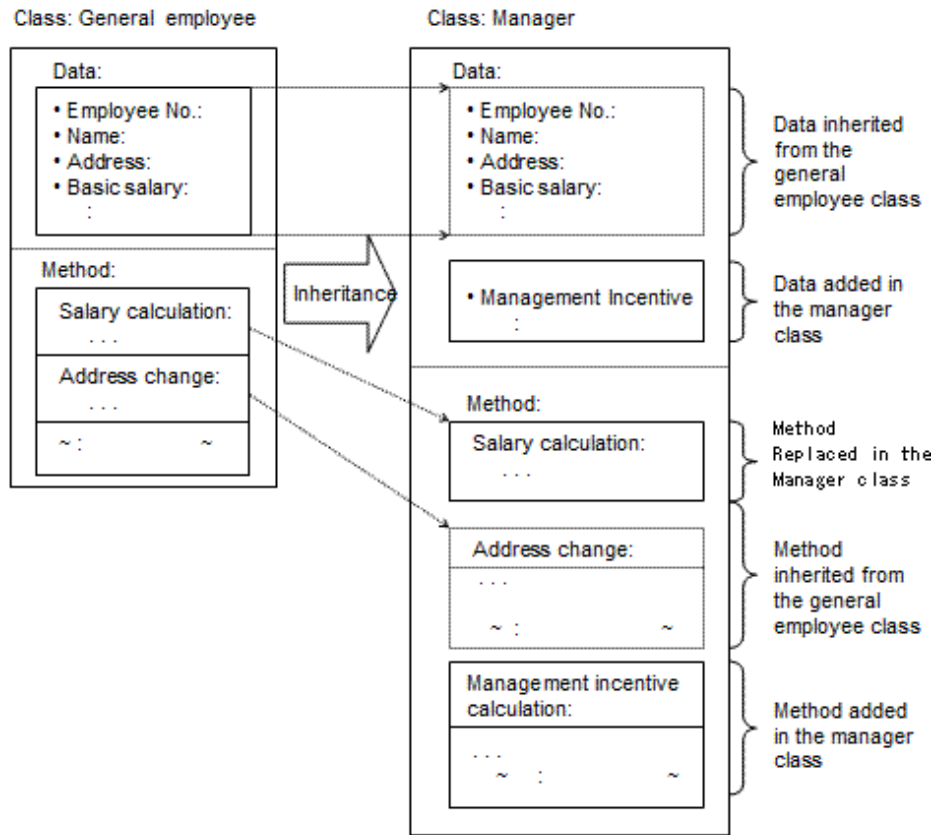 Class: General employee
Data:
• Employee No.:
• Name:
• Address:
• Basic salary:
:
Method:
Salary calculation:
. . .
Address change:
. . .
~ : ~
Inheritance
Class: Manager
Data:
• Employee No.:
• Name:
• Address:
• Basic salary:
:
• Management Incentive
:
Method:
Salary calculation:
. . .
Address change:
. . .
~ : ~
Management incentive
calculation:
. . .
~ : ~
Data inherited
from the
general
employee class
Data added in
the manager
class
Method
Replaced in the
Manager class
Method
inherited from
the general
employee class
Method added
in the manager
class